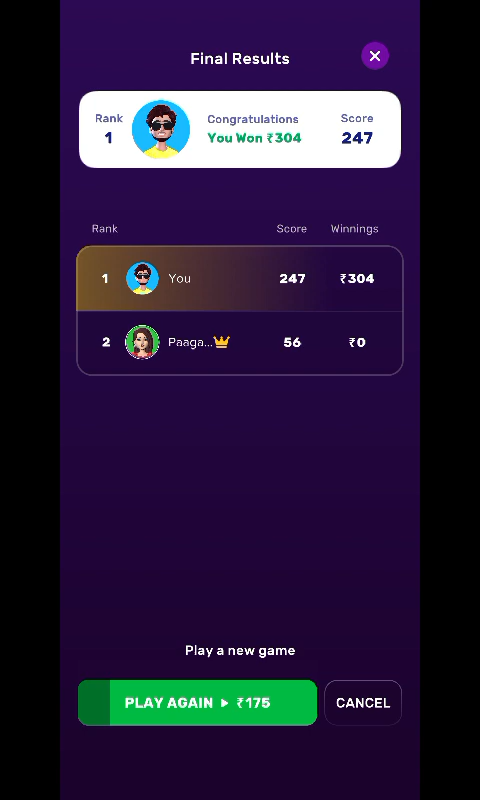 Final Results
Rank
1
Congratulations
You Won ₹304
Score
247
Rank Score Winnings
1 You 247 ₹304
2 Paaga... 56 ₹0
Play a new game
PLAY AGAIN ▶ ₹175 CANCEL